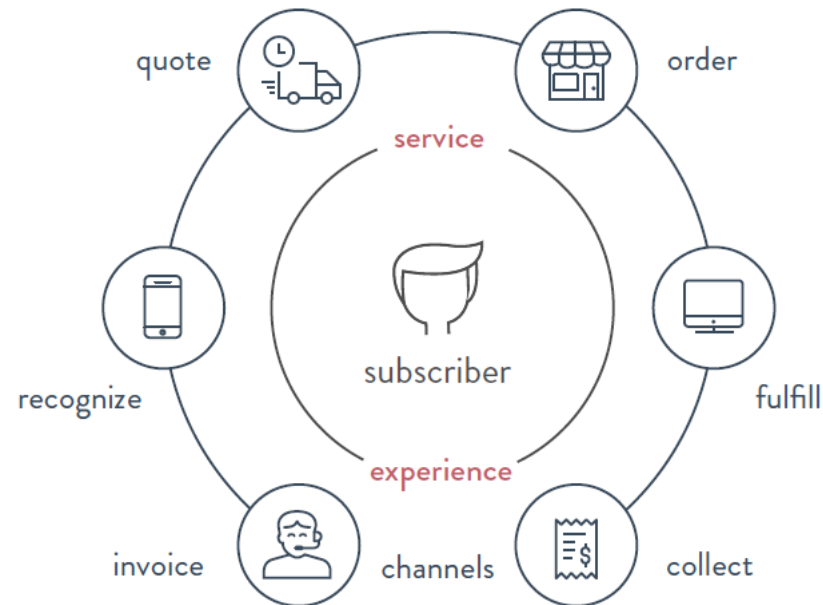 quote
order
service
subscriber
recognize
fulfill
experience
invoice
channels
collect
$